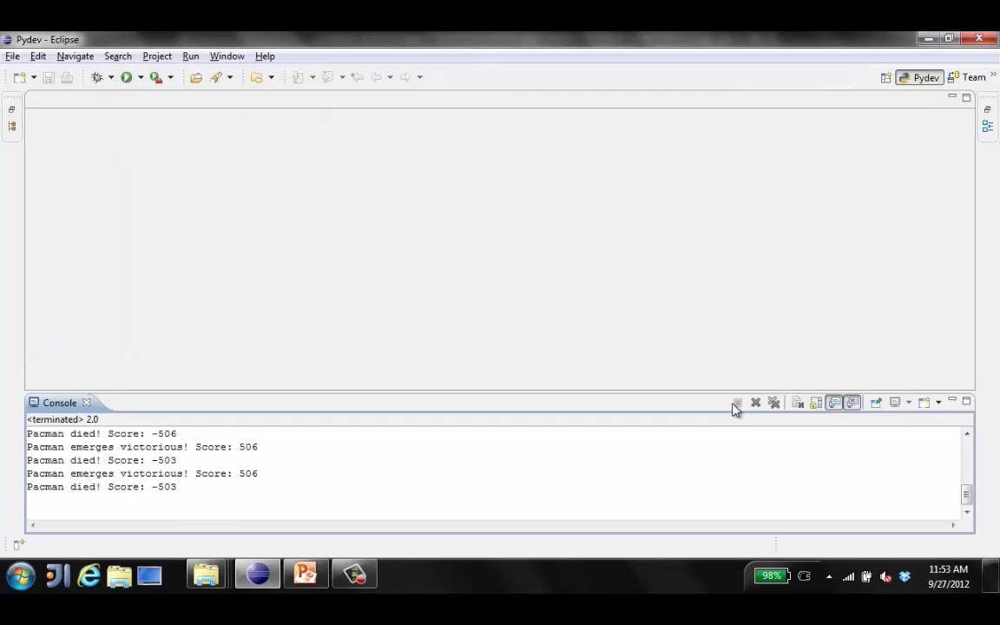 Pydev - Eclipse
File Edit Navigate Search Project Run Window Help
Pydev Team »
Console
<terminated> 2.0
Pacman died! Score: -506
Pacman emerges victorious! Score: 506
Pacman died! Score: -503
Pacman emerges victorious! Score: 506
Pacman died! Score: -503
98%
11:53 AM
9/27/2012